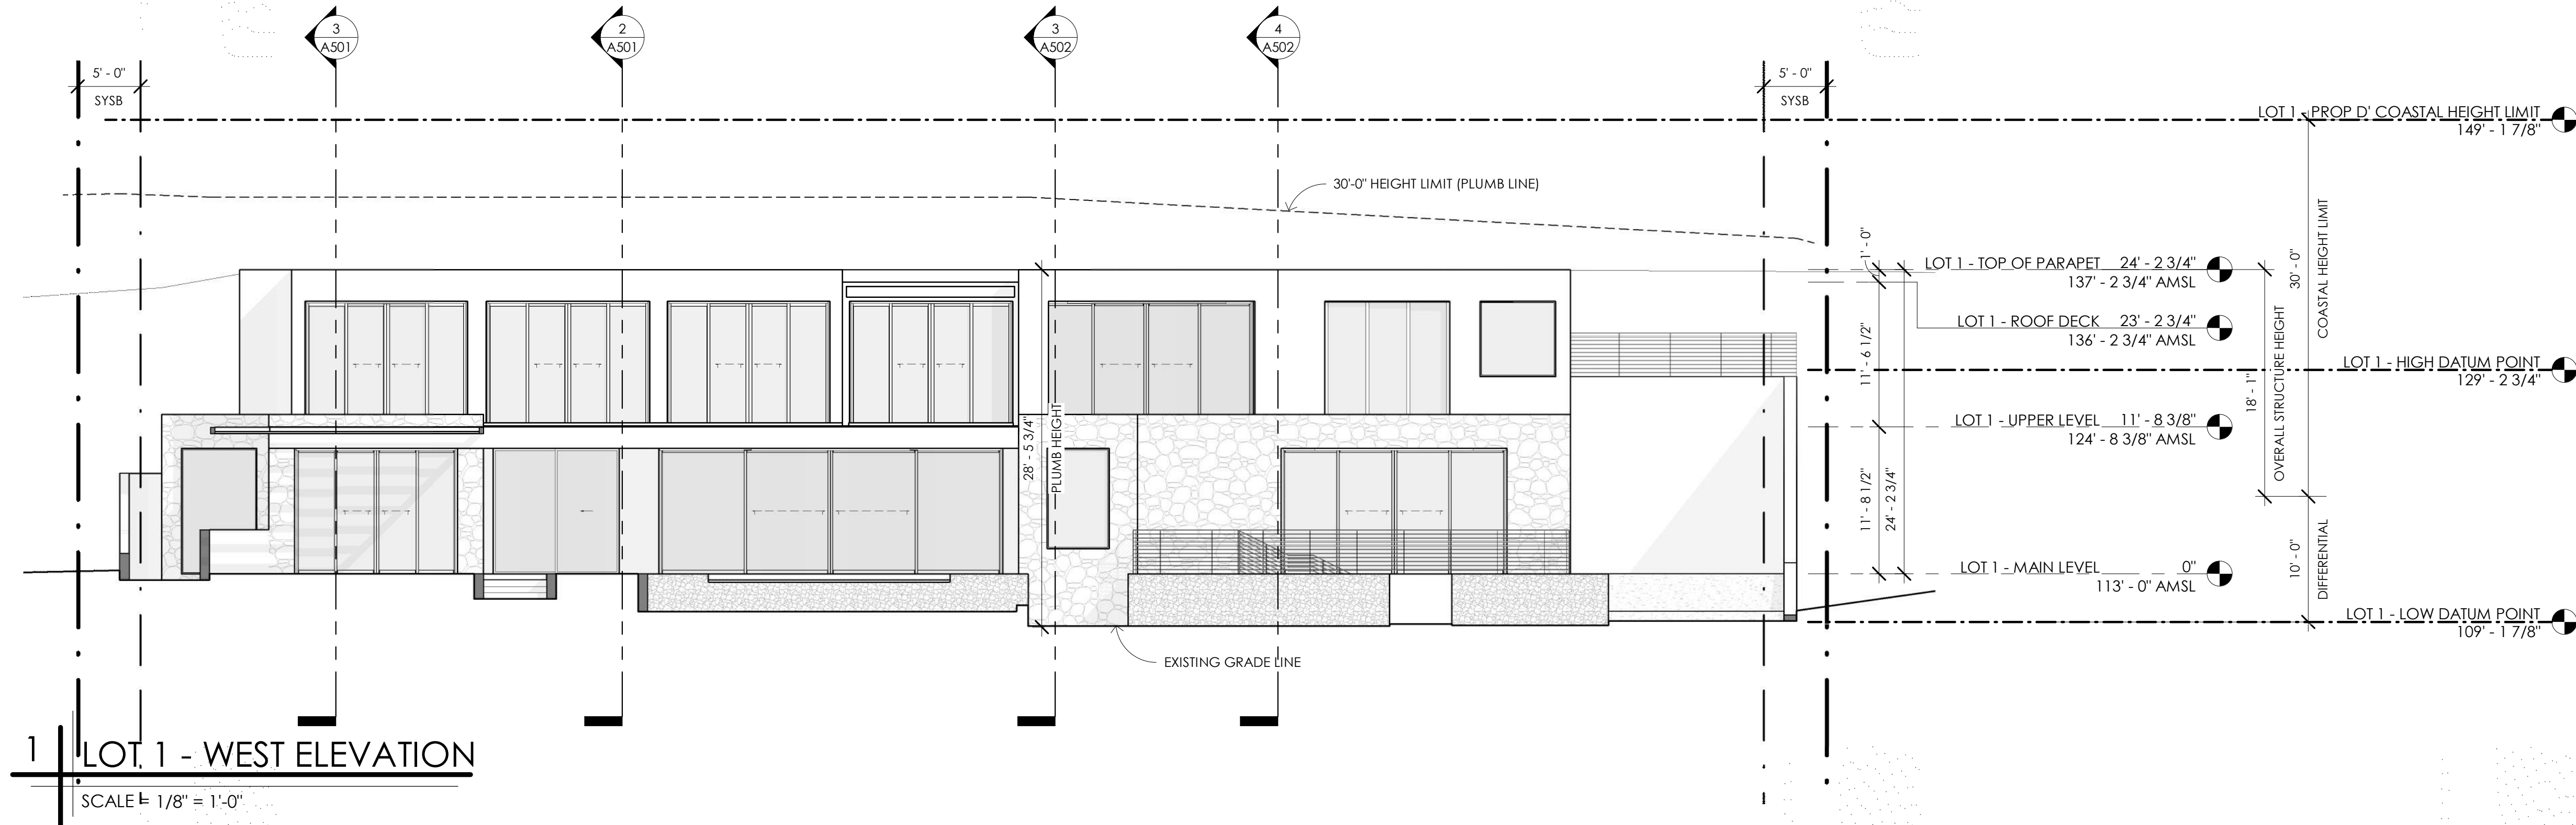 3
A501
2
A501
3
A502
4
A502
5' - 0"
SYSB
5' - 0"
SYSB
LOT 1 - PROP D' COASTAL HEIGHT LIMIT
149' - 1 7/8"
30'-0" HEIGHT LIMIT (PLUMB LINE)
1' - 0"
LOT 1 - TOP OF PARAPET 24' - 2 3/4"
137' - 2 3/4" AMSL
30' - 0"
COASTAL HEIGHT LIMIT
LOT 1 - ROOF DECK 23' - 2 3/4"
136' - 2 3/4" AMSL
11' - 6 1/2"
LOT 1 - HIGH DATUM POINT
129' - 2 3/4"
18' - 1"
OVERALL STRUCTURE HEIGHT
LOT 1 - UPPER LEVEL 11' - 8 3/8"
124' - 8 3/8" AMSL
28' - 5 3/4"
PLUMB HEIGHT
11' - 8 1/2"
24' - 2 3/4"
LOT 1 - MAIN LEVEL 0"
113' - 0" AMSL
10' - 0"
DIFFERENTIAL
LOT 1 - LOW DATUM POINT
109' - 1 7/8"
EXISTING GRADE LINE
1
LOT 1 - WEST ELEVATION
SCALE = 1/8" = 1'-0"